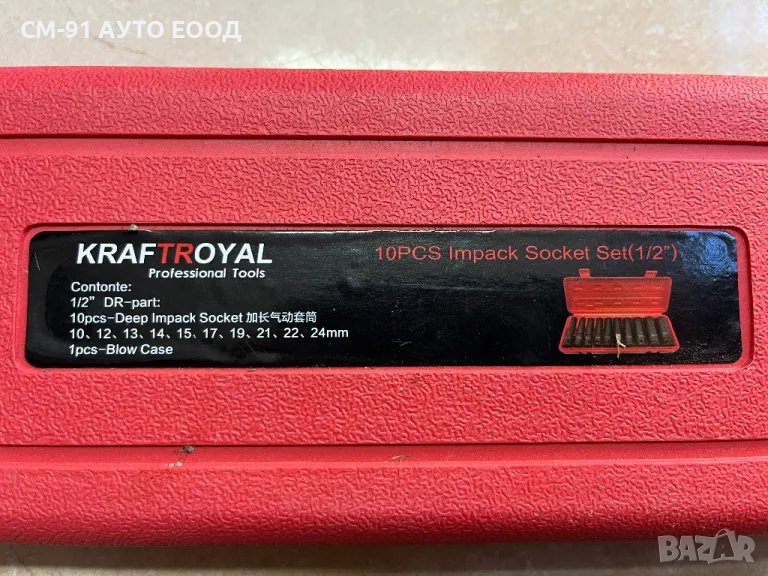 СМ-91 АУТО ЕООД
KRAFTROYAL
Professional Tools
10PCS Impack Socket Set(1/2")
Contonte:
1/2" DR-part:
10pcs-Deep Impack Socket 加长气动套筒
10、12、13、14、15、17、19、21、22、24mm
1pcs-Blow Case
BAZAR